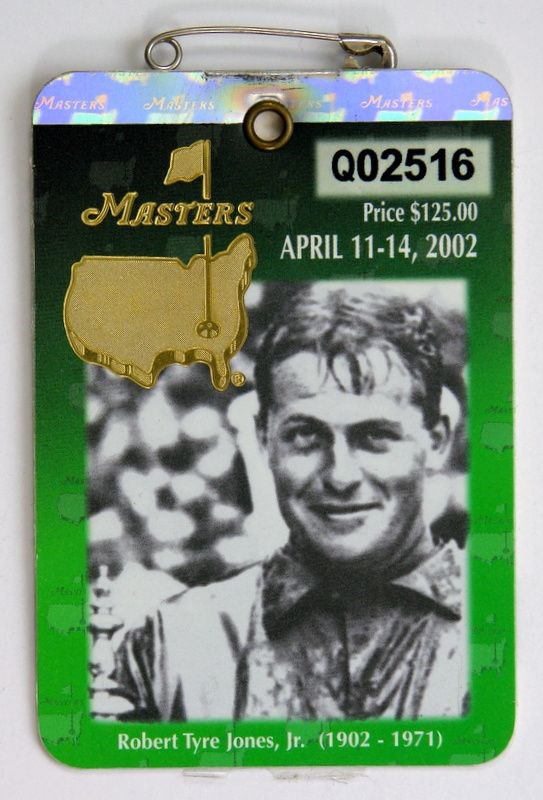 MASTERS MASTERS MASTERS MASTERS MAS
Q02516
MASTERS
Price $125.00
APRIL 11-14, 2002
®
Robert Tyre Jones, Jr. (1902 - 1971)